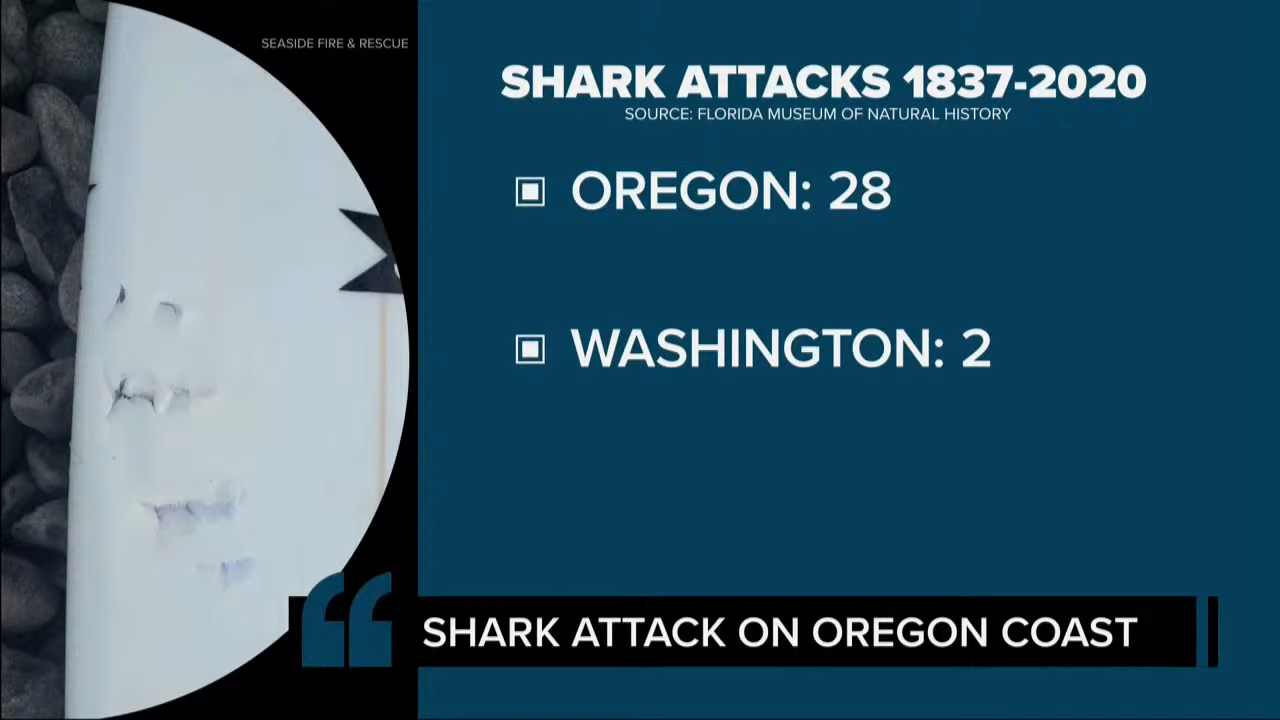 SEASIDE FIRE & RESCUE
SHARK ATTACKS 1837-2020
SOURCE: FLORIDA MUSEUM OF NATURAL HISTORY
OREGON: 28
WASHINGTON: 2
SHARK ATTACK ON OREGON COAST